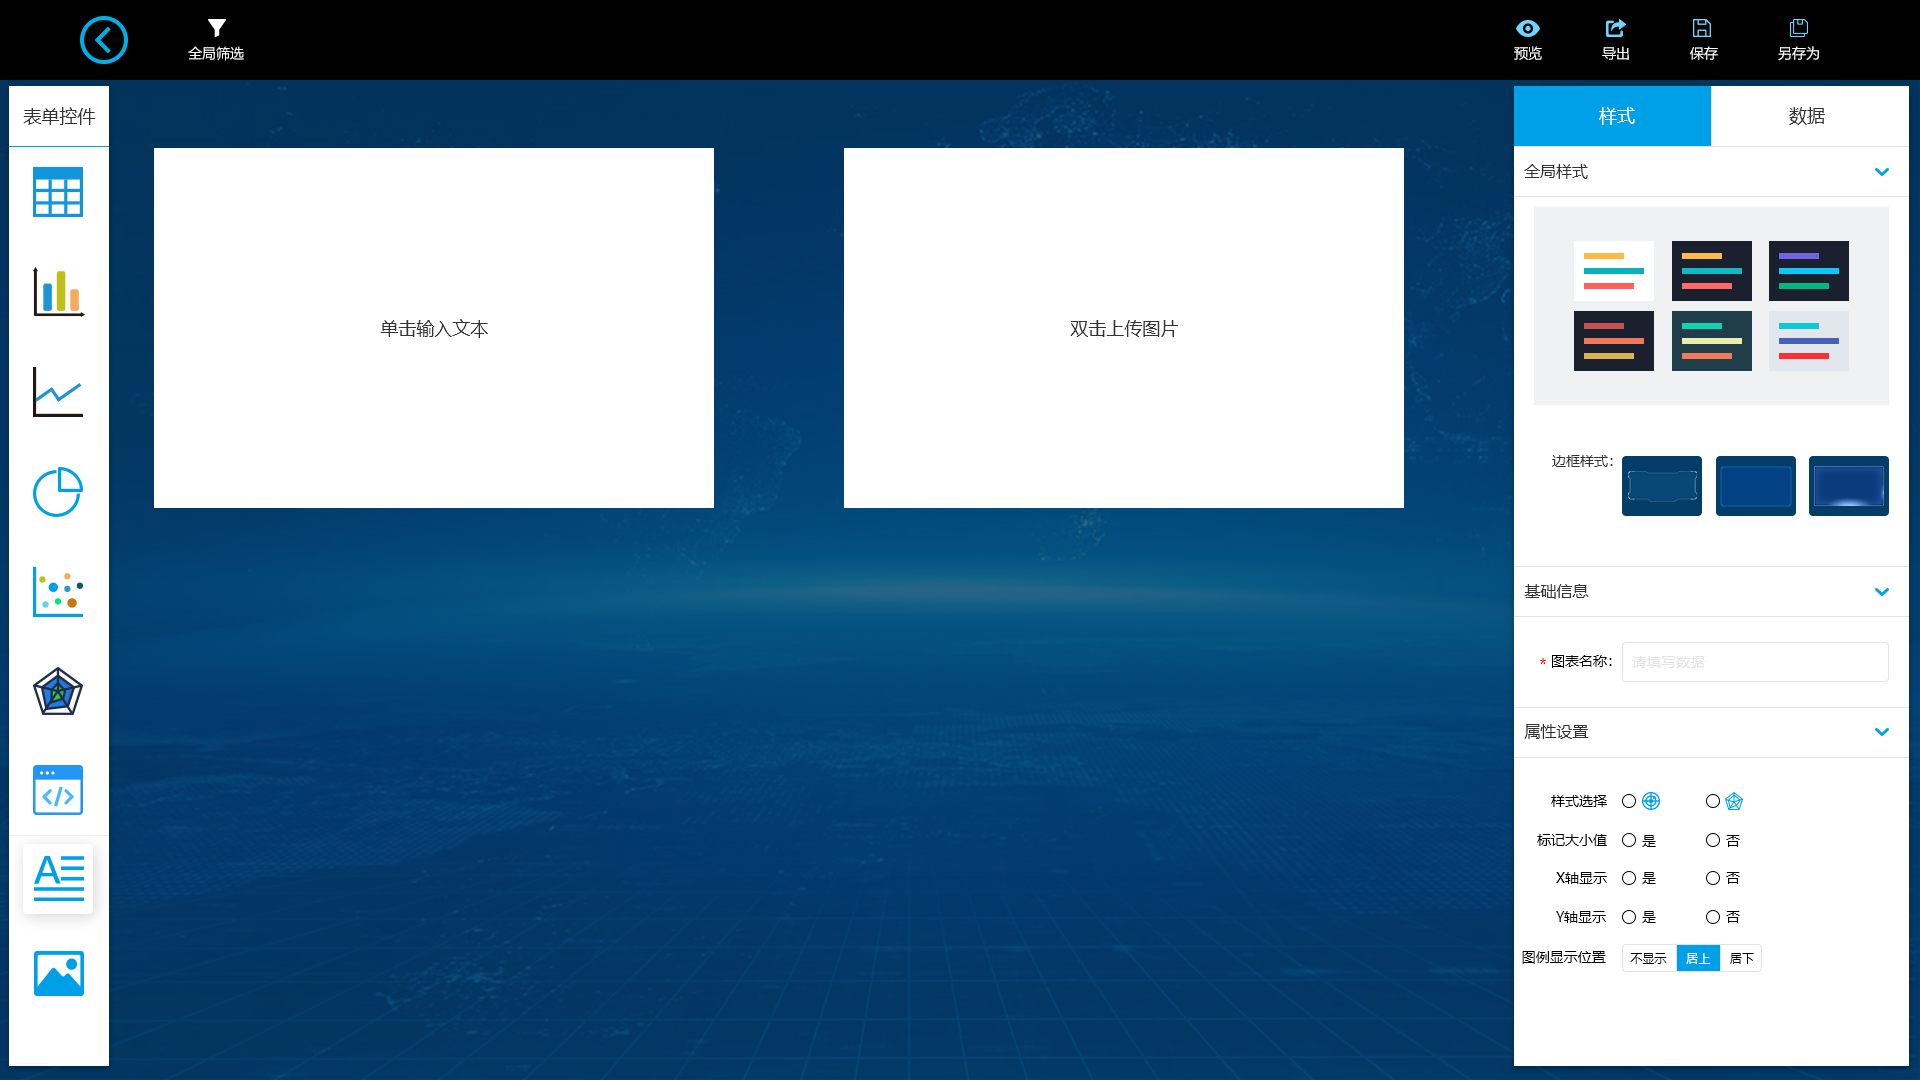 全局筛选
预览
导出
保存
另存为
表单控件
A
单击输入文本
双击上传图片
样式
数据
全局样式
边框样式：
基础信息
* 图表名称：
请填写数据
属性设置
样式选择
标记大小值 是 否
X轴显示 是 否
Y轴显示 是 否
图例显示位置 不显示 居上 居下